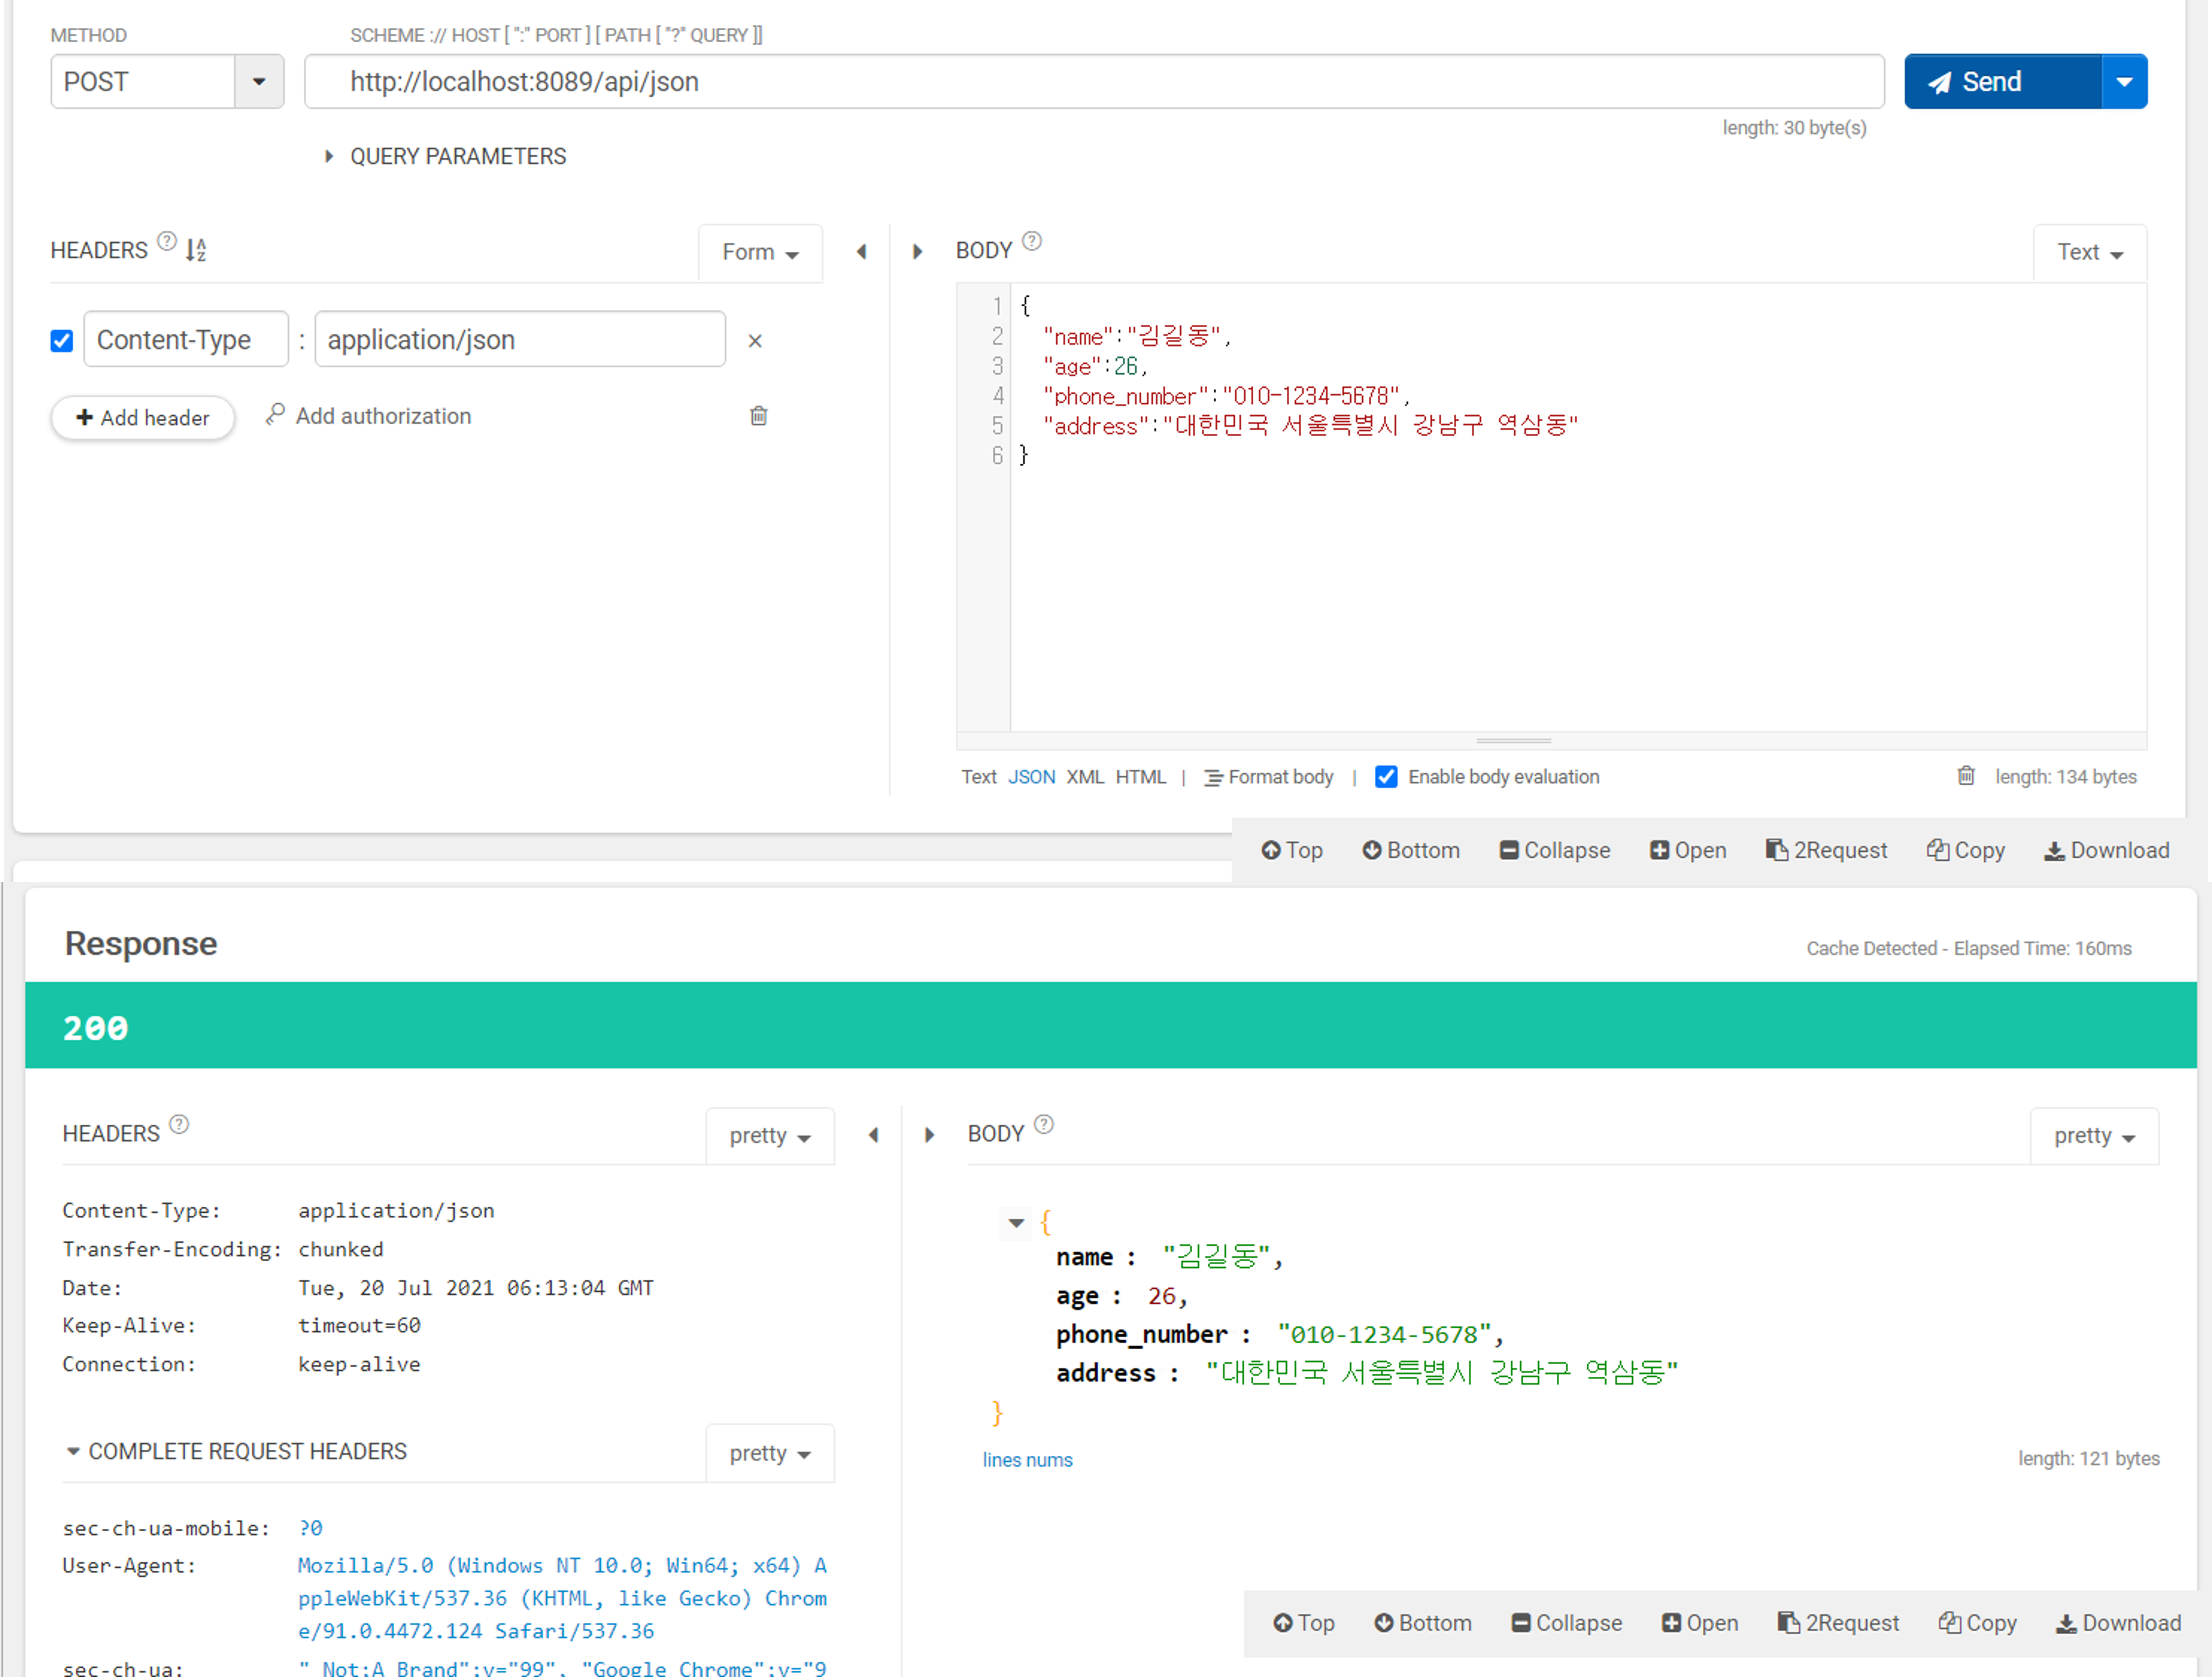 METHOD
SCHEME :// HOST [ ":" PORT ] [ PATH [ "?" QUERY ]]
POST
http://localhost:8089/api/json
Send
length: 30 byte(s)
QUERY PARAMETERS
HEADERS
Form
BODY
Text
Content-Type : application/json ×
Add header
Add authorization
1 {
2 "name":"김길동",
3 "age":26,
4 "phone_number":"010-1234-5678",
5 "address":"대한민국 서울특별시 강남구 역삼동"
6 }
Text JSON XML HTML | Format body | Enable body evaluation
length: 134 bytes
Top Bottom Collapse Open 2Request Copy Download
Response
Cache Detected - Elapsed Time: 160ms
200
HEADERS
pretty
BODY
pretty
Content-Type: application/json
Transfer-Encoding: chunked
Date: Tue, 20 Jul 2021 06:13:04 GMT
Keep-Alive: timeout=60
Connection: keep-alive
{
name : "김길동",
age : 26,
phone_number : "010-1234-5678",
address : "대한민국 서울특별시 강남구 역삼동"
}
lines nums
length: 121 bytes
COMPLETE REQUEST HEADERS
pretty
sec-ch-ua-mobile: ?0
User-Agent: Mozilla/5.0 (Windows NT 10.0; Win64; x64) A
ppleWebKit/537.36 (KHTML, like Gecko) Chrom
e/91.0.4472.124 Safari/537.36
sec-ch-ua: " Not;A Brand";v="99", "Google Chrome";v="9
Top Bottom Collapse Open 2Request Copy Download